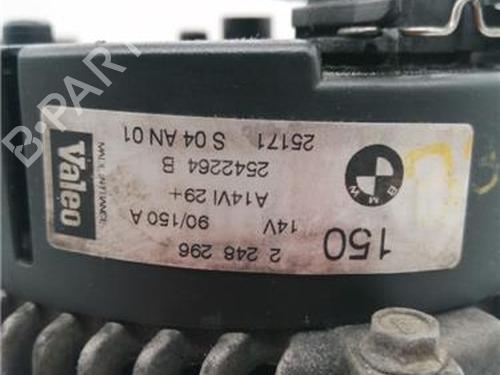 150
2 248 296
14V 90/150 A
A14VI 29+
2542264 B
25171 S 04 AN 01
BMW
Valeo
MADE IN FRANCE
B-PARTS